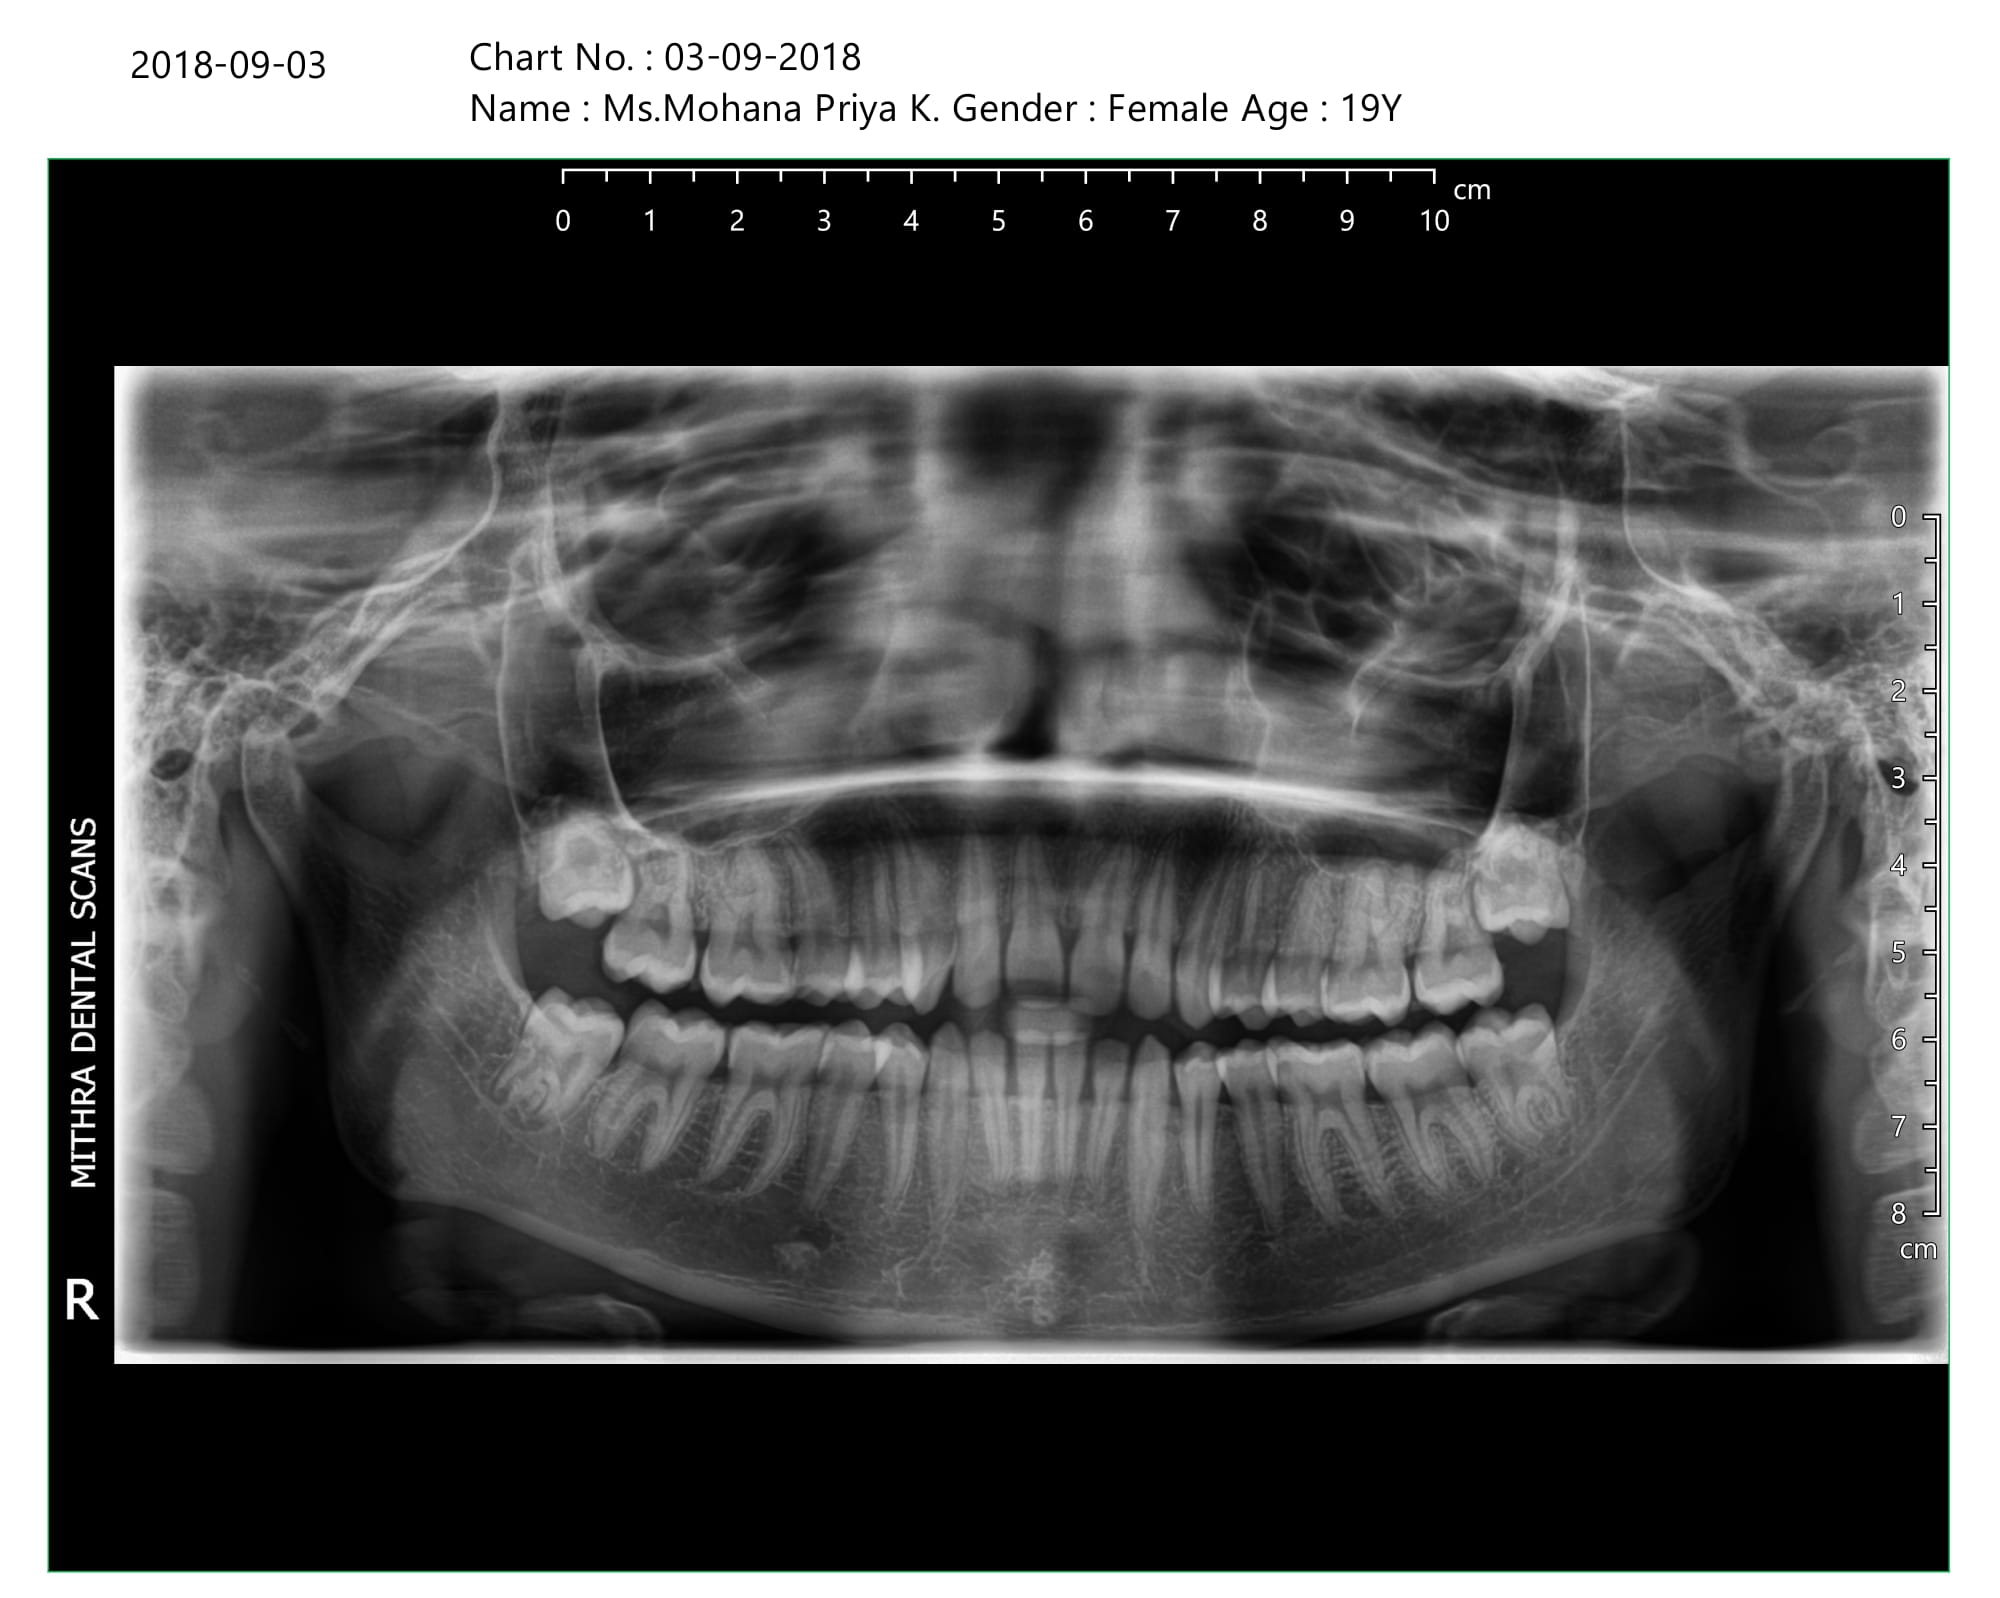 2018-09-03
Chart No. : 03-09-2018
Name : Ms.Mohana Priya K. Gender : Female Age : 19Y
cm
0 1 2 3 4 5 6 7 8 9 10
0
1
2
3
4
5
6
7
8
cm
MITHRA DENTAL SCANS
R